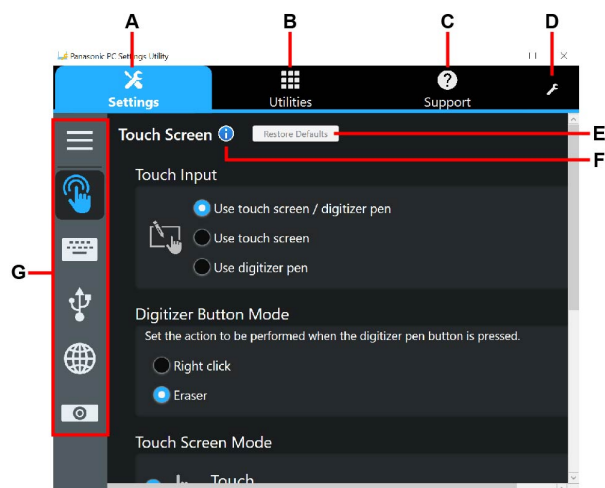 A B C D
Panasonic PC Settings Utility
Settings Utilities Support
Touch Screen Restore Defaults E
F
Touch Input
Use touch screen / digitizer pen
Use touch screen
Use digitizer pen
G
Digitizer Button Mode
Set the action to be performed when the digitizer pen button is pressed.
Right click
Eraser
Touch Screen Mode
Touch